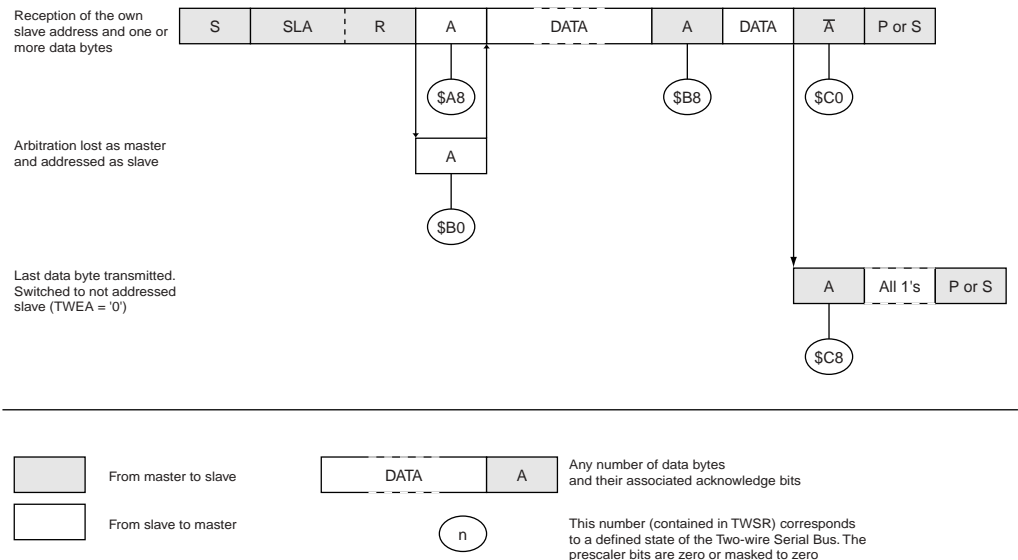 Reception of the own
slave address and one or
more data bytes
S SLA R A DATA A DATA A̅ P or S
$A8 $B8 $C0
Arbitration lost as master
and addressed as slave
A
$B0
Last data byte transmitted.
Switched to not addressed
slave (TWEA = '0')
A All 1's P or S
$C8
From master to slave
DATA A
Any number of data bytes
and their associated acknowledge bits
From slave to master
n
This number (contained in TWSR) corresponds
to a defined state of the Two-wire Serial Bus. The
prescaler bits are zero or masked to zero